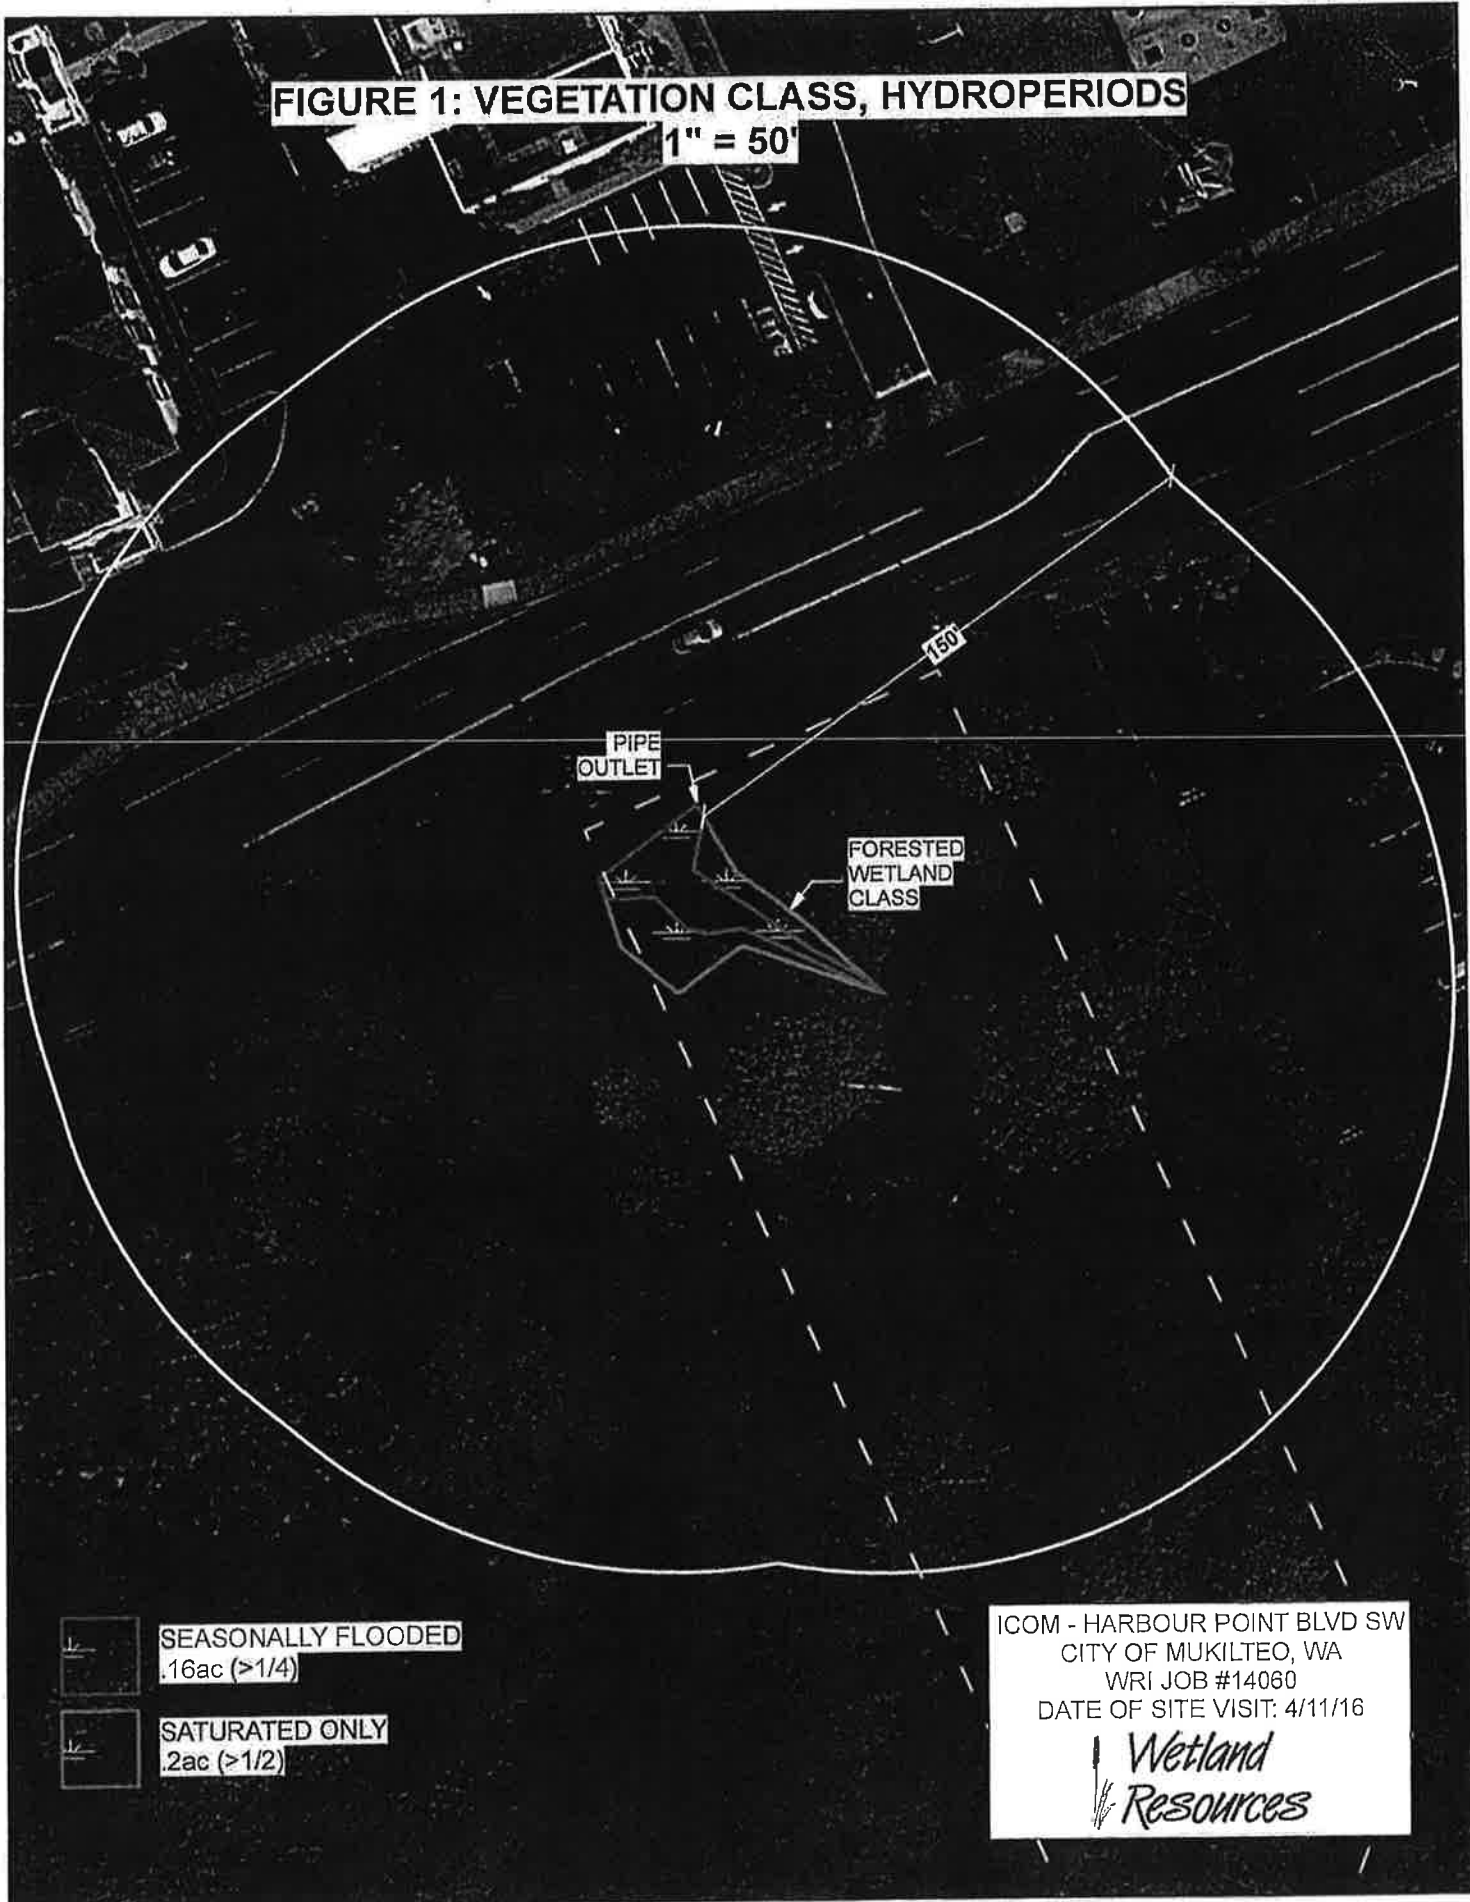 FIGURE 1: VEGETATION CLASS, HYDROPERIODS
1" = 50'
150'
PIPE
OUTLET
FORESTED
WETLAND
CLASS
SEASONALLY FLOODED
.16ac (>1/4)
SATURATED ONLY
.2ac (>1/2)
ICOM - HARBOUR POINT BLVD SW
CITY OF MUKILTEO, WA
WRI JOB #14060
DATE OF SITE VISIT: 4/11/16
Wetland
Resources